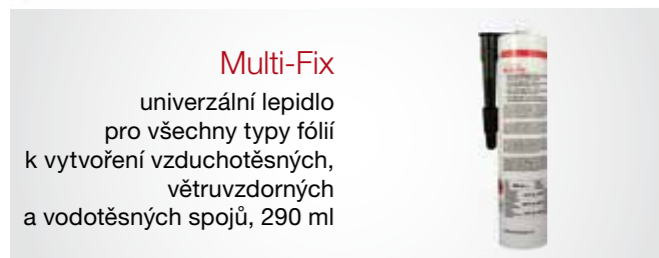 Multi-Fix
univerzální lepidlo
pro všechny typy fólií
k vytvoření vzduchotěsných,
větruvzdorných
a vodotěsných spojů, 290 ml